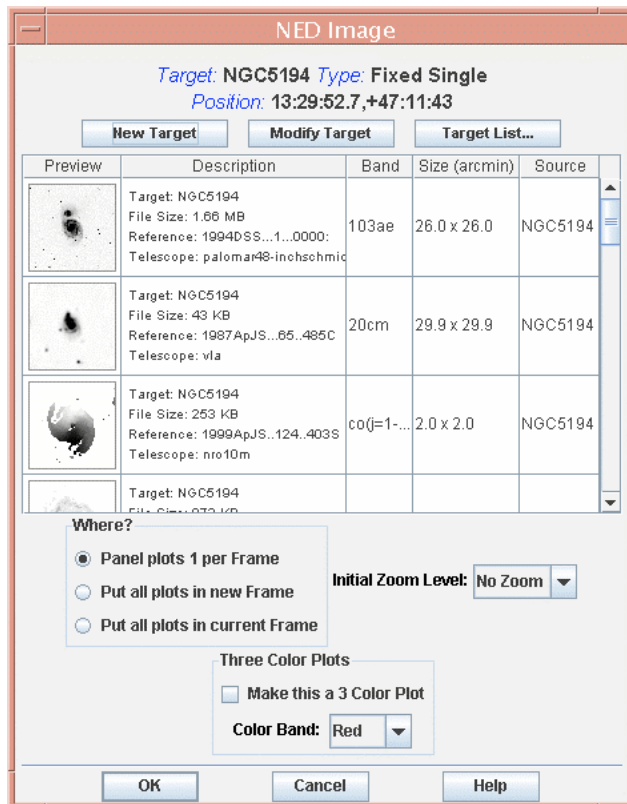 NED Image
Target: NGC5194 Type: Fixed Single
Position: 13:29:52.7,+47:11:43
New Target Modify Target Target List...
Preview Description Band Size (arcmin) Source
Target: NGC5194
File Size: 1.66 MB
Reference: 1994DSS...1...0000:
Telescope: palomar48-inchschmic
103ae 26.0 x 26.0 NGC5194
Target: NGC5194
File Size: 43 KB
Reference: 1987ApJS...65..485C
Telescope: vla
20cm 29.9 x 29.9 NGC5194
Target: NGC5194
File Size: 253 KB
Reference: 1999ApJS..124..403S
Telescope: nro10m
co(j=1-... 2.0 x 2.0 NGC5194
Target: NGC5194
Where?
Panel plots 1 per Frame
Put all plots in new Frame
Put all plots in current Frame
Initial Zoom Level: No Zoom
Three Color Plots
Make this a 3 Color Plot
Color Band: Red
OK Cancel Help